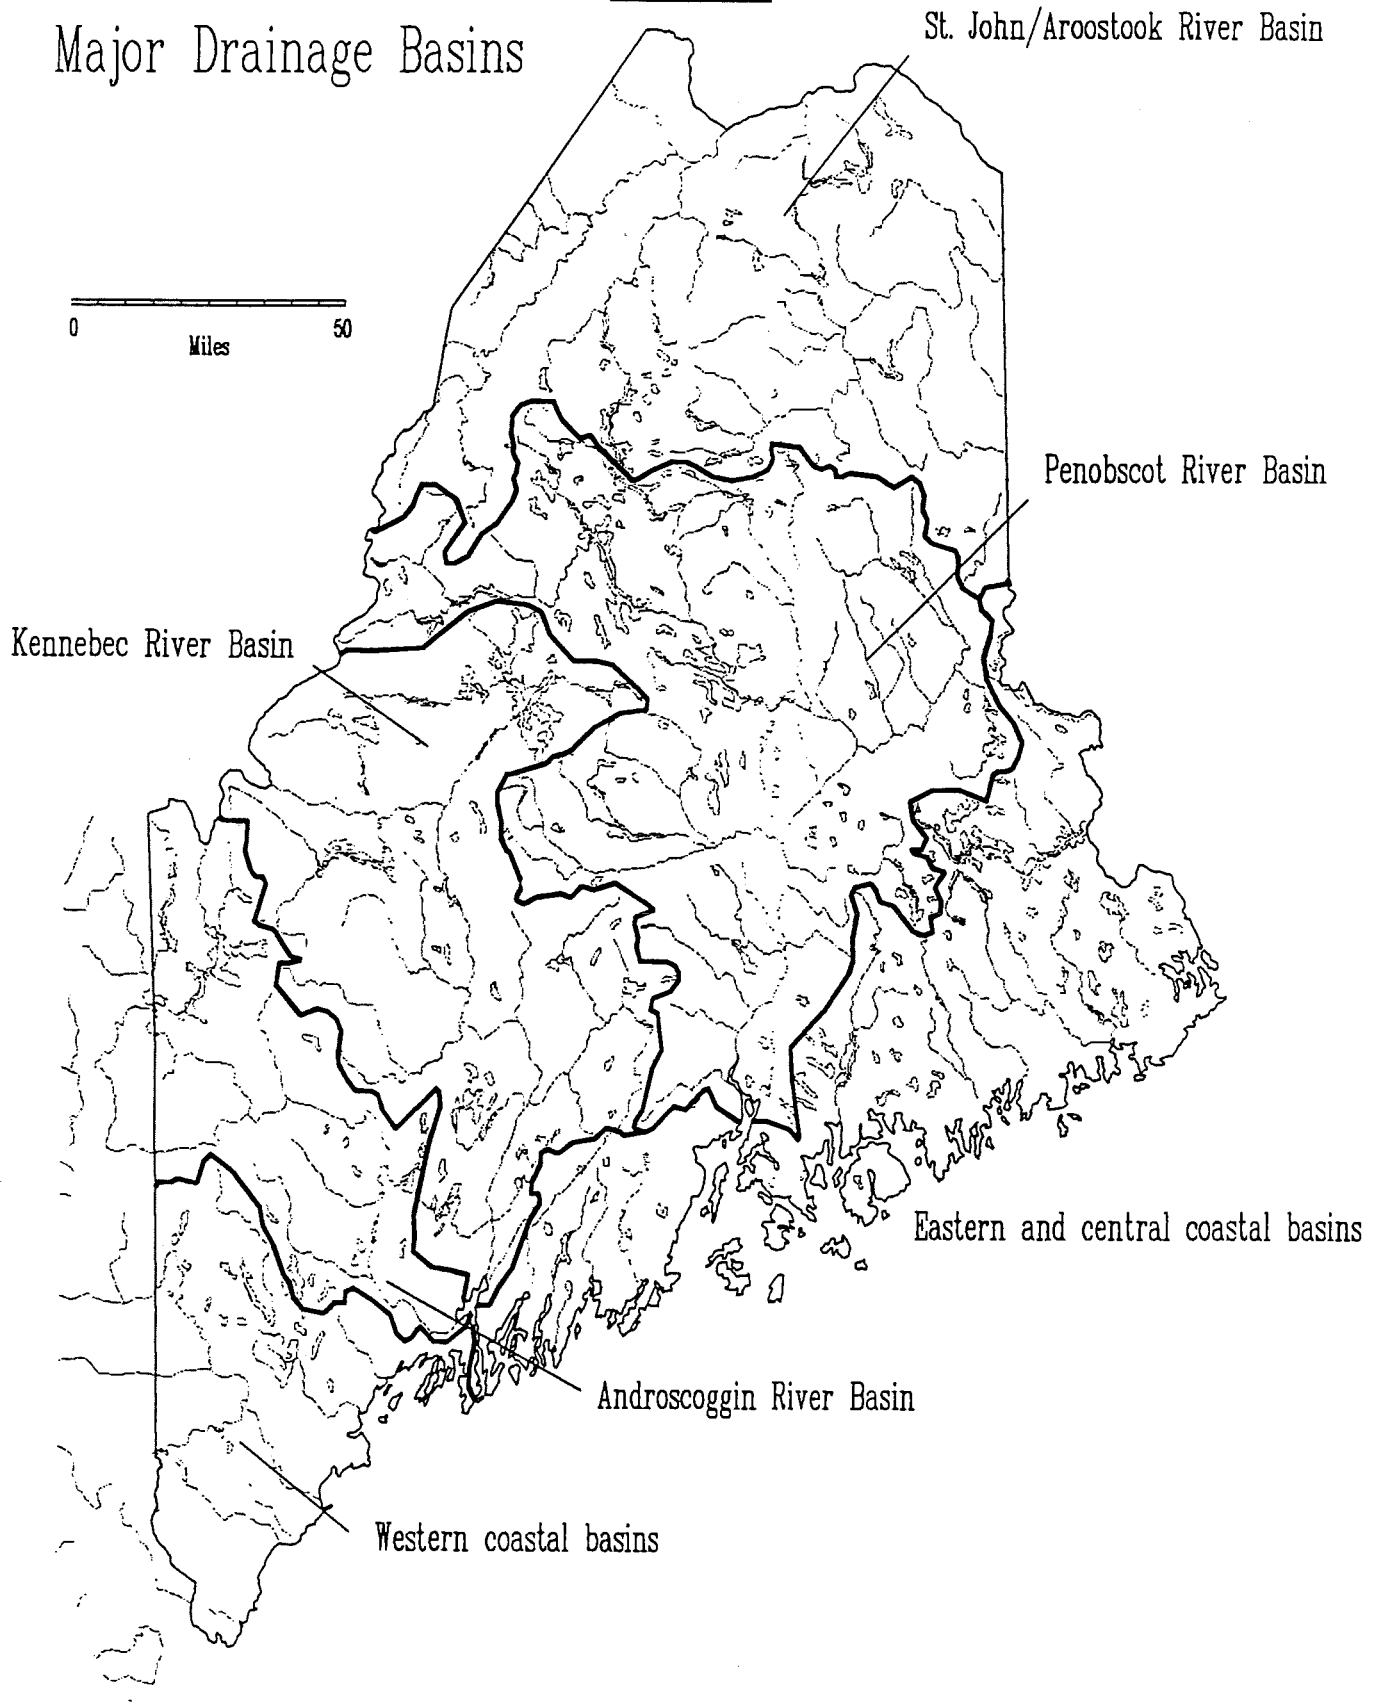 Major Drainage Basins
St. John/Aroostook River Basin
0 50
Miles
Penobscot River Basin
Kennebec River Basin
Eastern and central coastal basins
Androscoggin River Basin
Western coastal basins